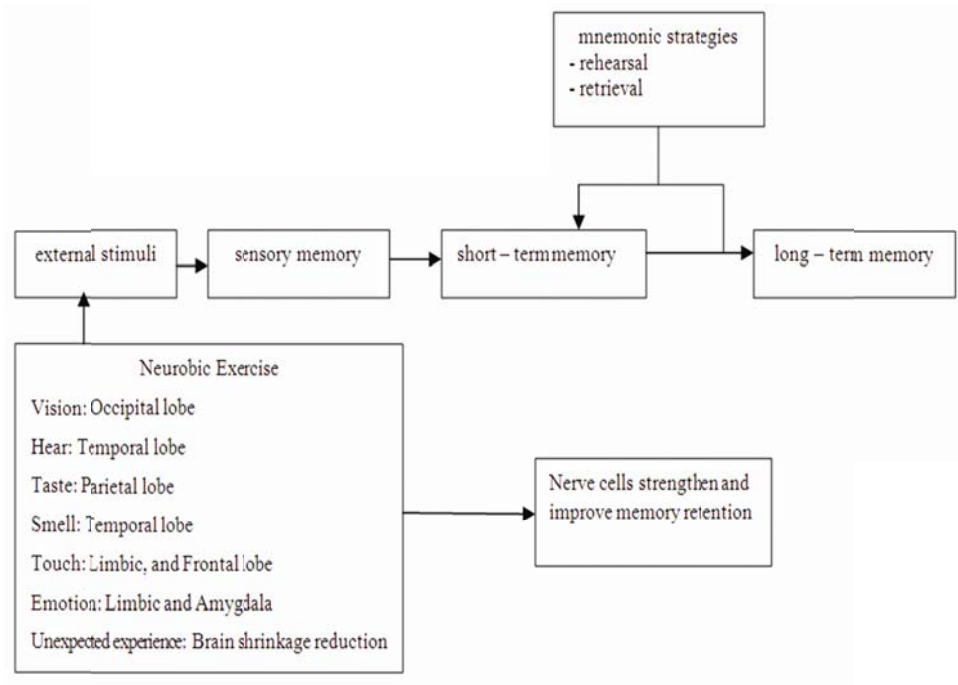 mnemonic strategies
- rehearsal
- retrieval
external stimuli
sensory memory
short – term memory
long – term memory
Neurobic Exercise
Vision: Occipital lobe
Hear: Temporal lobe
Taste: Parietal lobe
Smell: Temporal lobe
Touch: Limbic, and Frontal lobe
Emotion: Limbic and Amygdala
Unexpected experience: Brain shrinkage reduction
Nerve cells strengthen and
improve memory retention